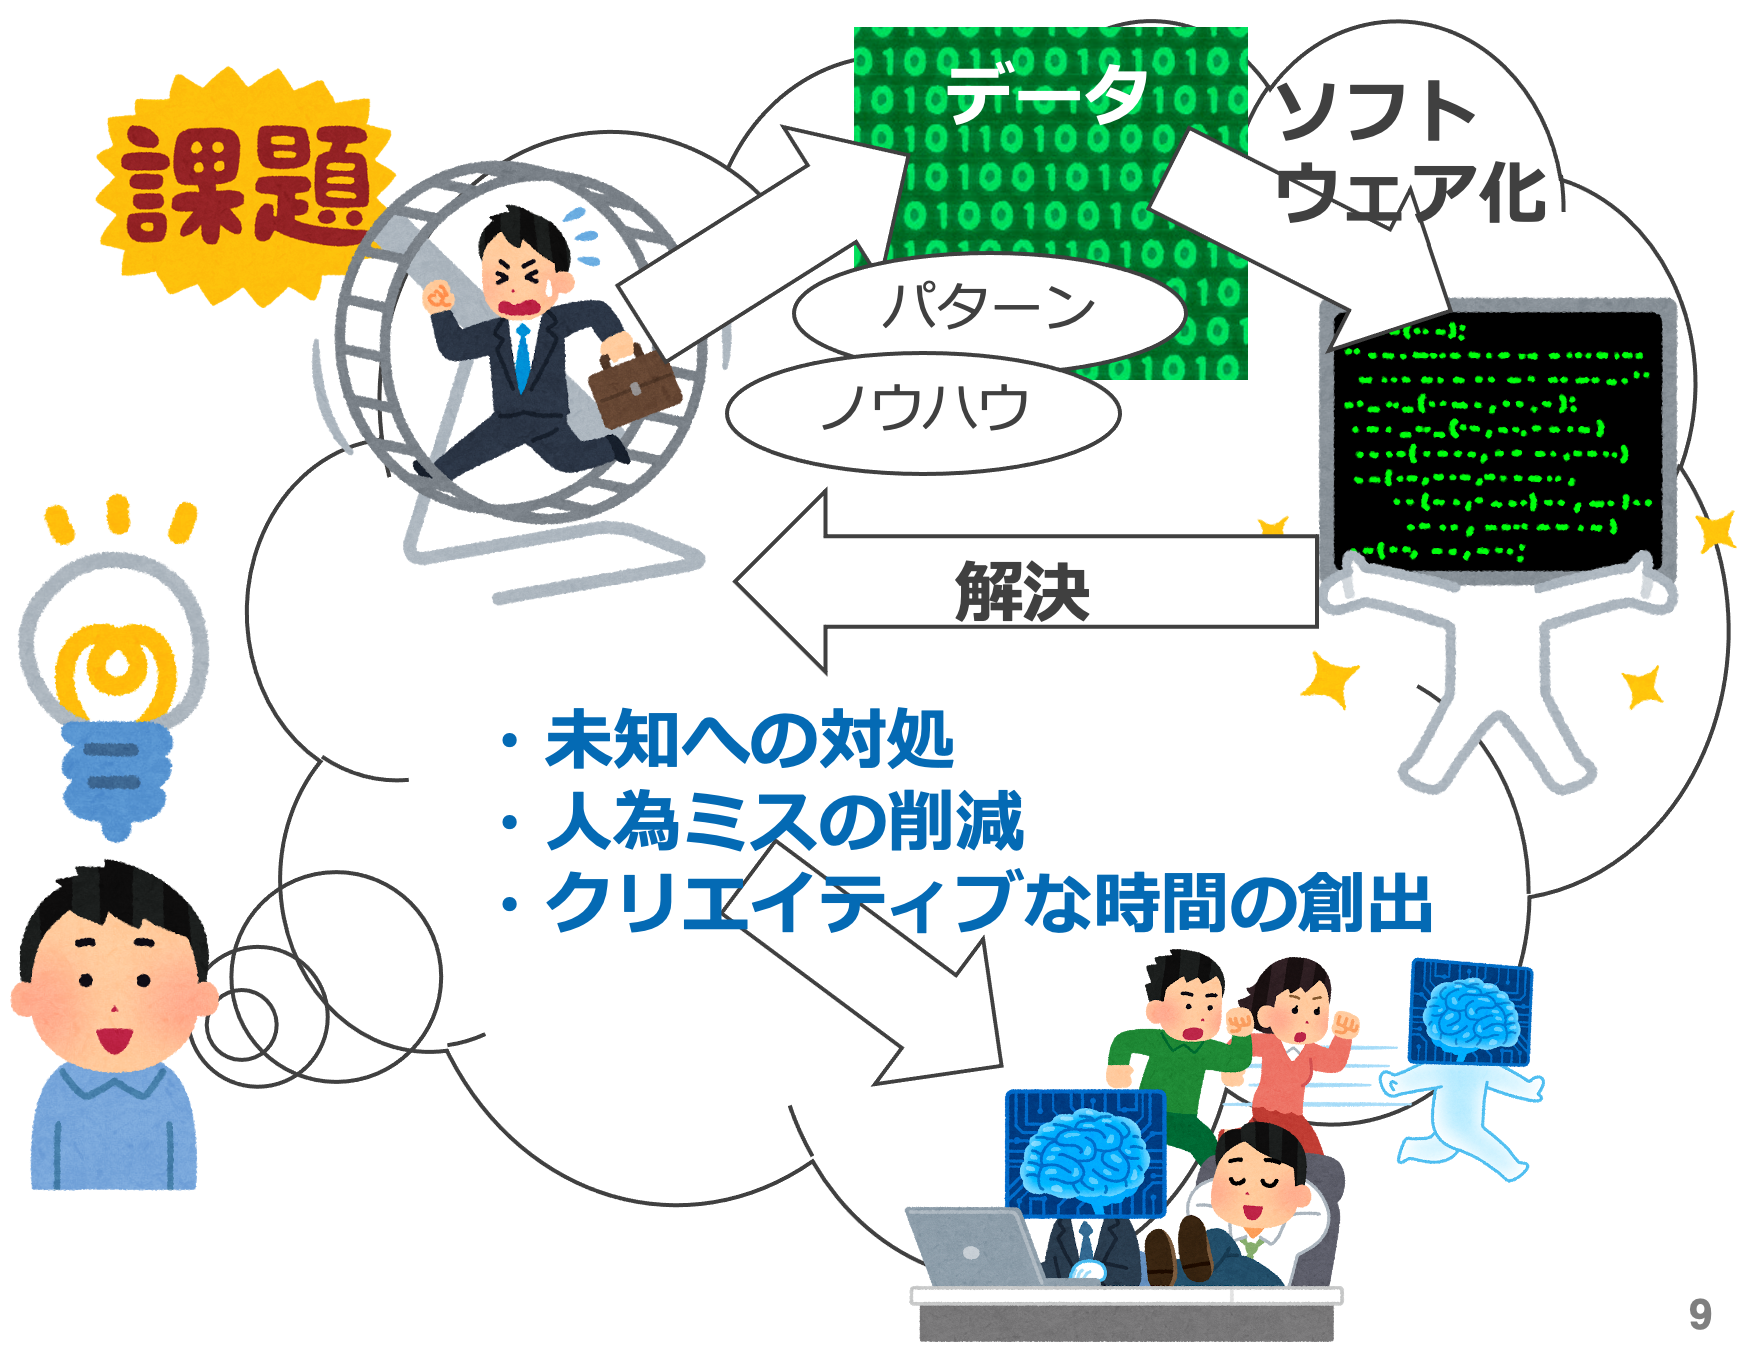 課題
データ
ソフト
ウェア化
パターン
ノウハウ
解決
・未知への対処
・人為ミスの削減
・クリエイティブな時間の創出
9